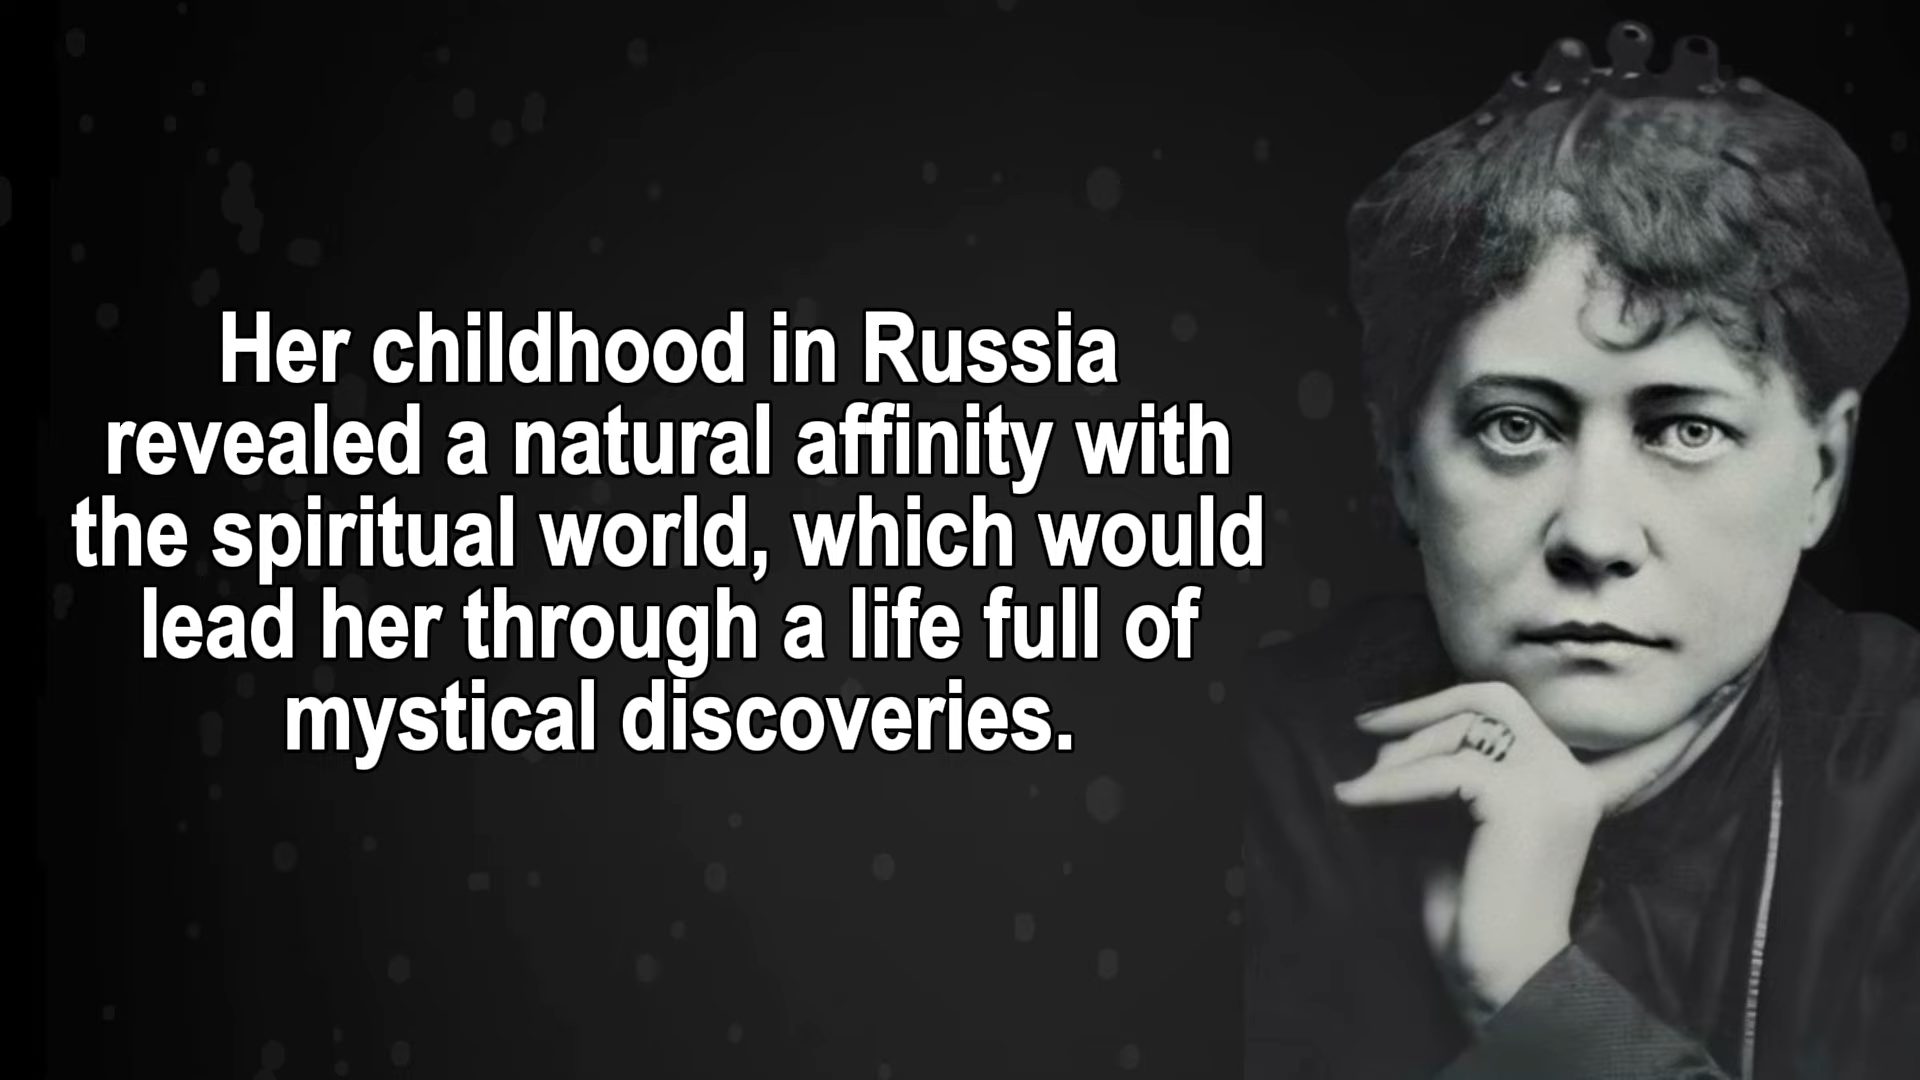 Her childhood in Russia
revealed a natural affinity with
the spiritual world, which would
lead her through a life full of
mystical discoveries.